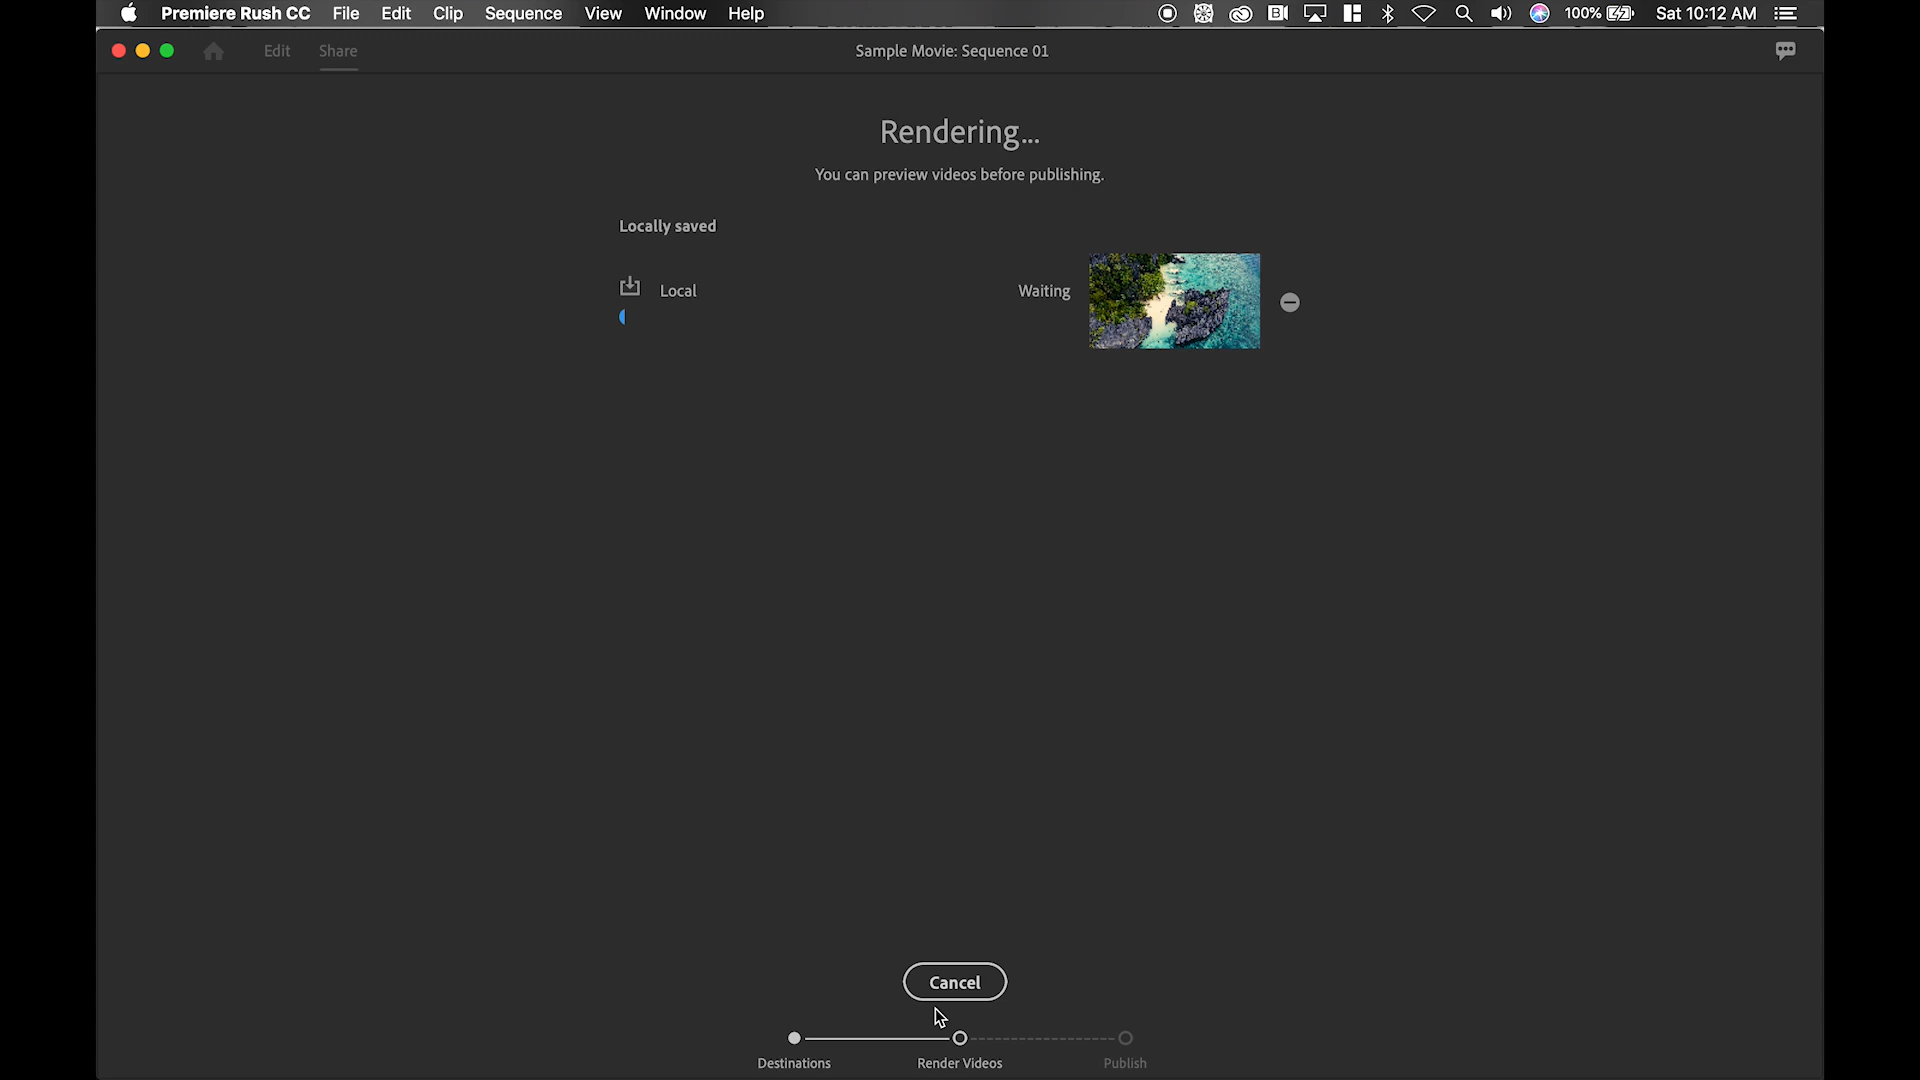 Premiere Rush CC File Edit Clip Sequence View Window Help 100% Sat 10:12 AM
Edit Share Sample Movie: Sequence 01
Rendering...
You can preview videos before publishing.
Locally saved
Local Waiting
Cancel
Destinations Render Videos Publish